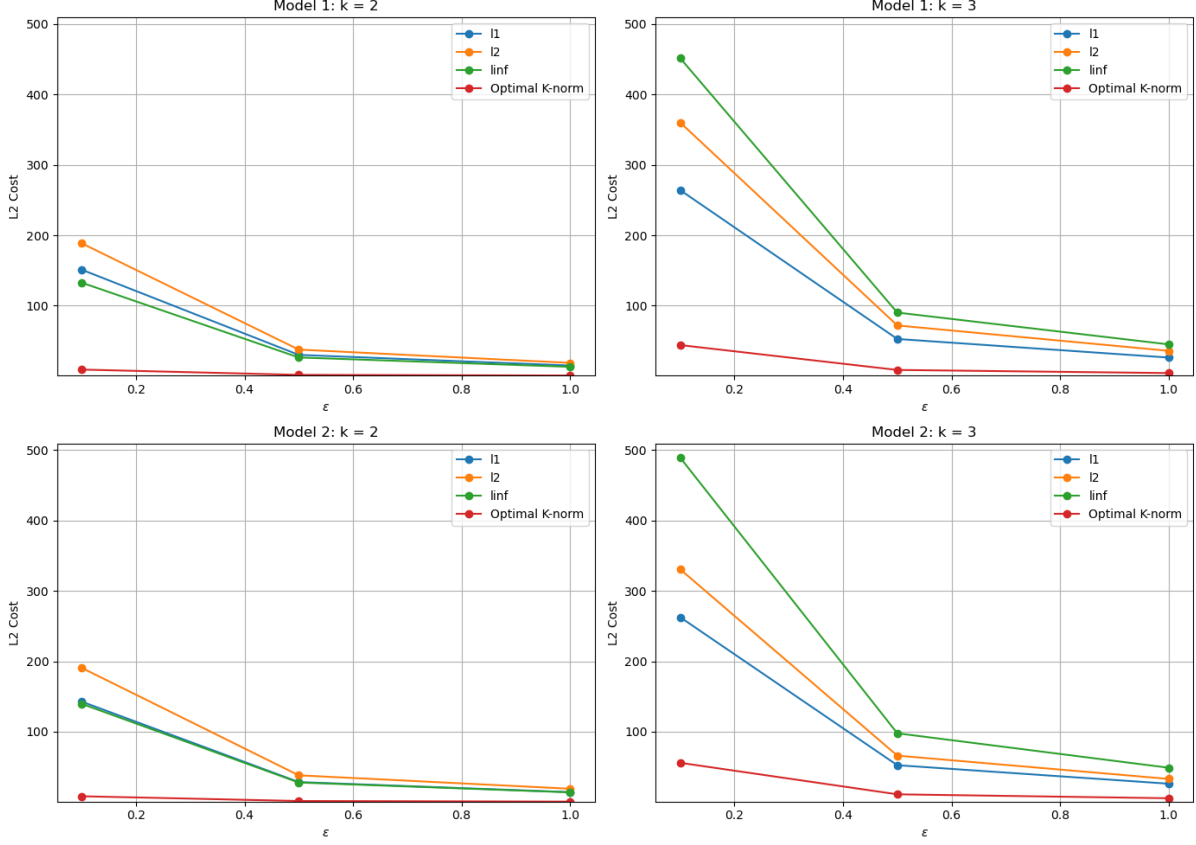 Model 1: k = 2
500
400
300
200
100
L2 Cost
0.2 0.4 0.6 0.8 1.0
ε
l1
l2
linf
Optimal K-norm
Model 1: k = 3
500
400
300
200
100
L2 Cost
0.2 0.4 0.6 0.8 1.0
ε
l1
l2
linf
Optimal K-norm
Model 2: k = 2
500
400
300
200
100
L2 Cost
0.2 0.4 0.6 0.8 1.0
ε
l1
l2
linf
Optimal K-norm
Model 2: k = 3
500
400
300
200
100
L2 Cost
0.2 0.4 0.6 0.8 1.0
ε
l1
l2
linf
Optimal K-norm